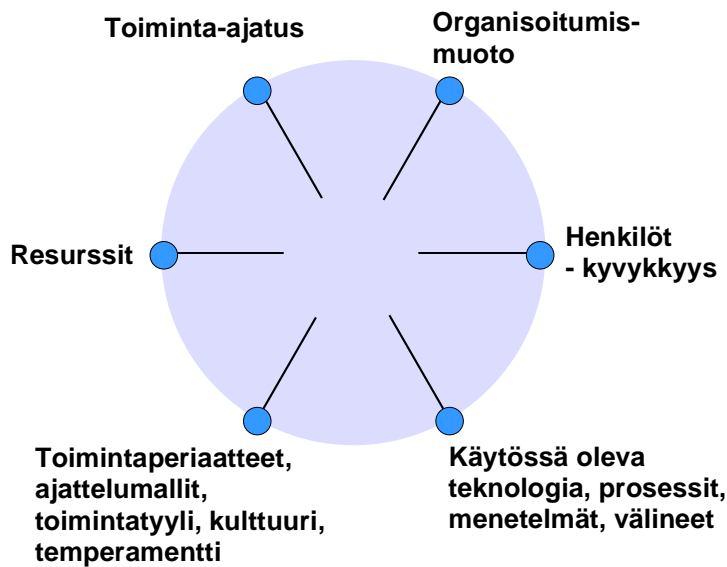 Toiminta-ajatus
Organisoitumis-
muoto
Resurssit
Henkilöt
- kyvykkyys
Toimintaperiaatteet,
ajattelumallit,
toimintatyyli, kulttuuri,
temperamentti
Käytössä oleva
teknologia, prosessit,
menetelmät, välineet